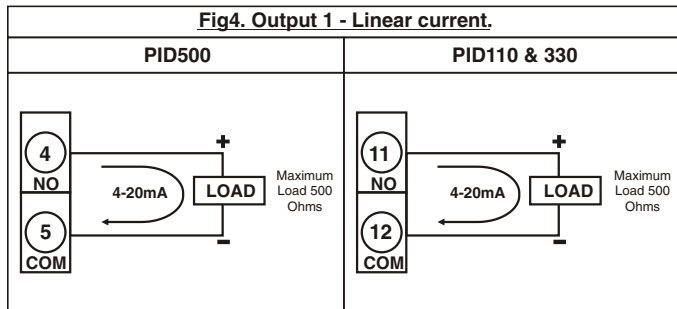 Fig4. Output 1 - Linear current.
PID500
PID110 & 330
4
NO
5
COM
4-20mA
+
LOAD
–
Maximum
Load 500
Ohms
11
NO
12
COM
4-20mA
+
LOAD
–
Maximum
Load 500
Ohms